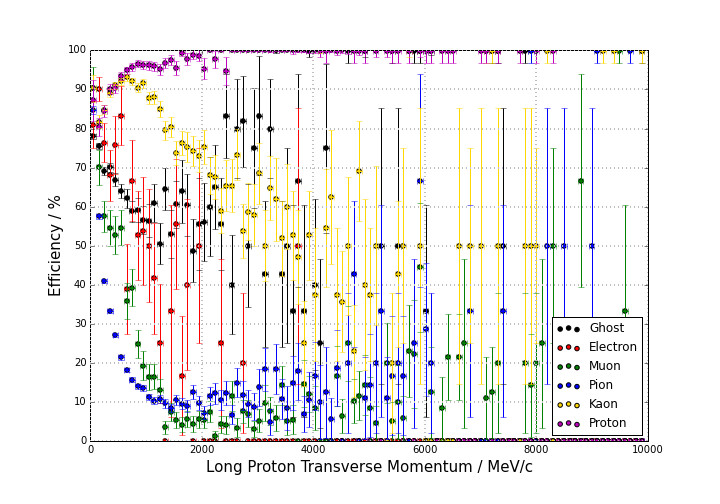 100
90
80
70
60
50
40
30
20
10
0
Efficiency / %
0 2000 4000 6000 8000 10000
Long Proton Transverse Momentum / MeV/c
Ghost
Electron
Muon
Pion
Kaon
Proton